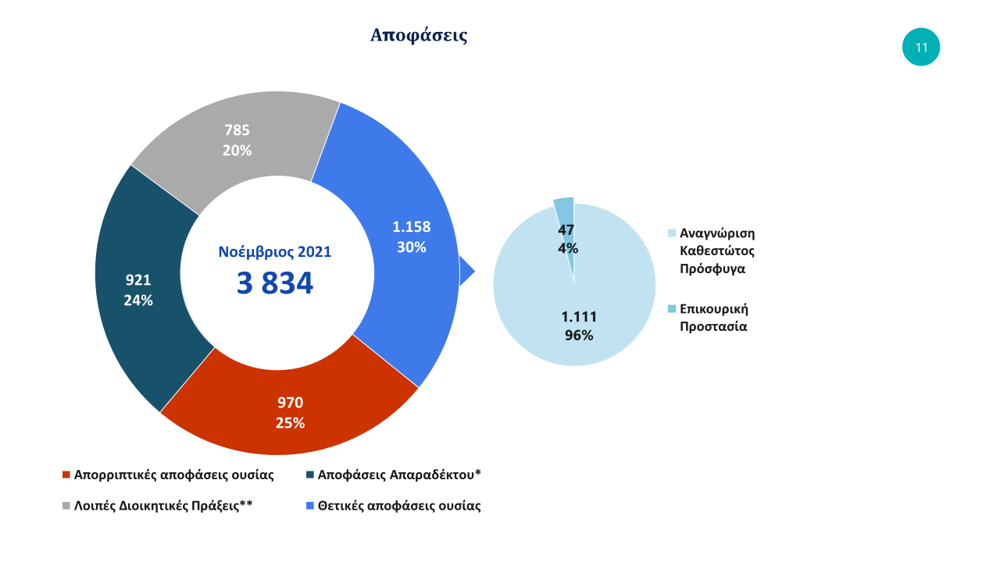 Αποφάσεις
11
785
20%
1.158
30%
921
24%
970
25%
Νοέμβριος 2021
3 834
47
4%
1.111
96%
Αναγνώριση
Καθεστώτος
Πρόσφυγα
Επικουρική
Προστασία
Απορριπτικές αποφάσεις ουσίας
Αποφάσεις Απαραδέκτου*
Λοιπές Διοικητικές Πράξεις**
Θετικές αποφάσεις ουσίας